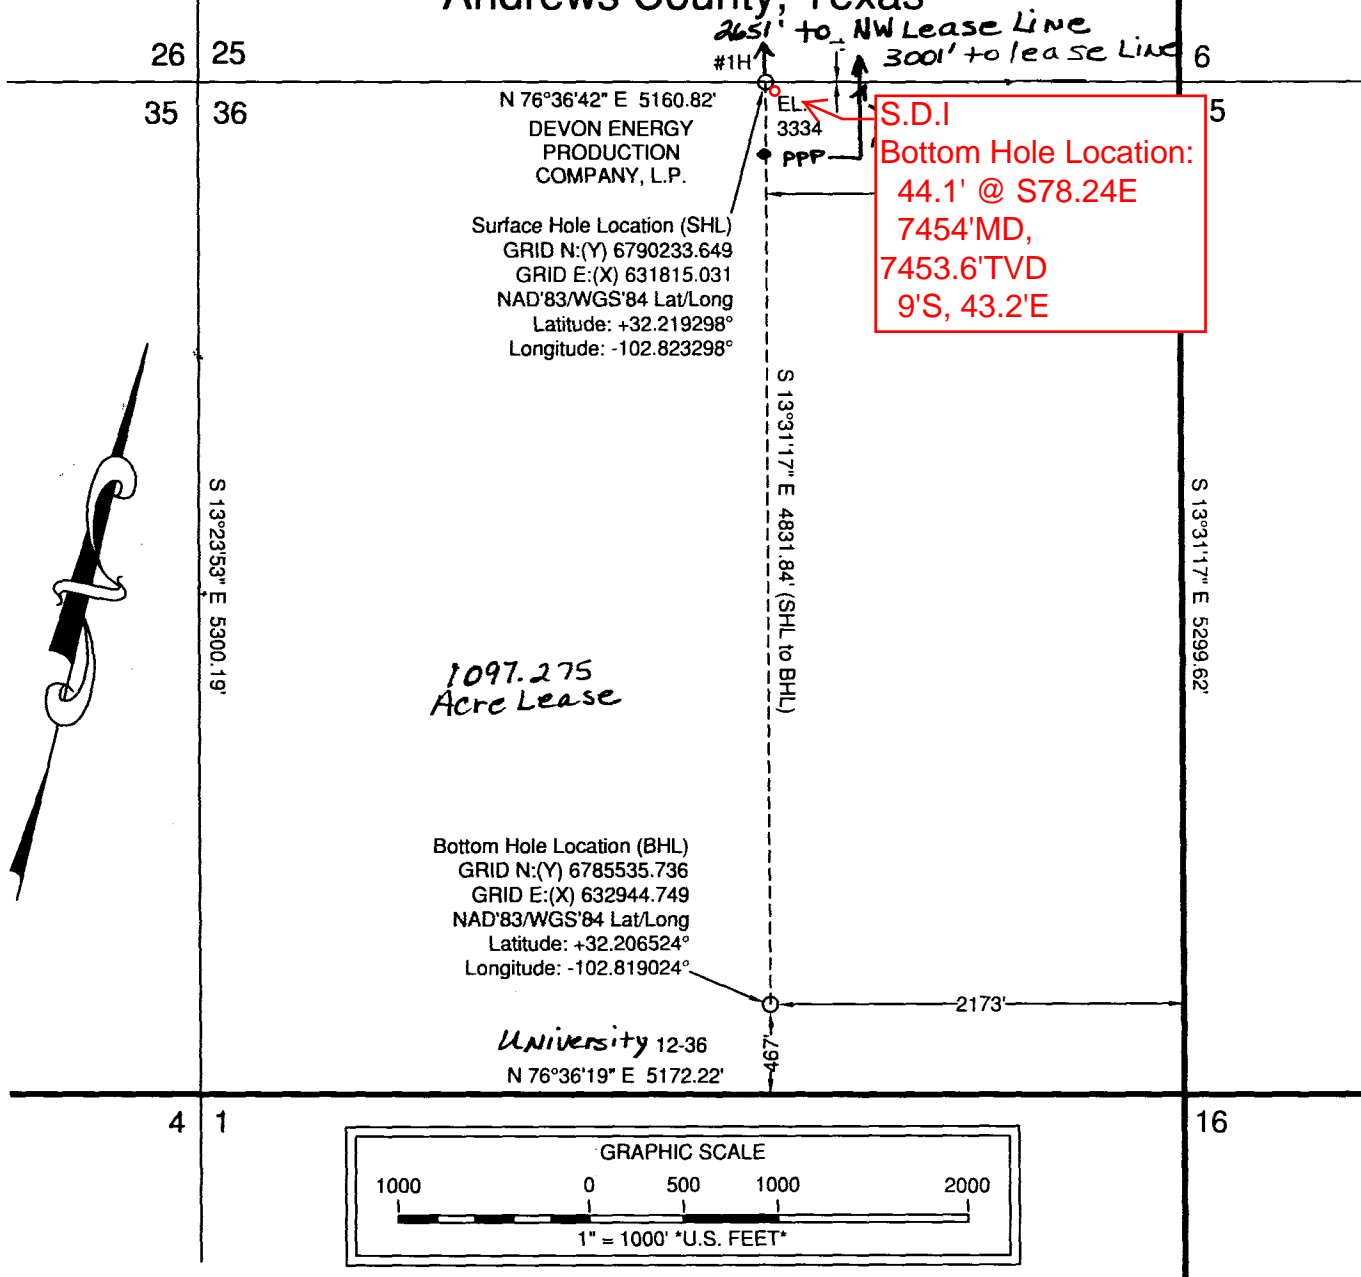 Andrews County, Texas
2651' to NW Lease Line
3001' to lease Line
26 25
6
#1H
35 36
5
N 76°36'42" E 5160.82'
DEVON ENERGY
PRODUCTION
COMPANY, L.P.
EL.
3334
PPP
S.D.I
Bottom Hole Location:
44.1' @ S78.24E
7454'MD,
7453.6'TVD
9'S, 43.2'E
Surface Hole Location (SHL)
GRID N:(Y) 6790233.649
GRID E:(X) 631815.031
NAD'83/WGS'84 Lat/Long
Latitude: +32.219298°
Longitude: -102.823298°
S 13°31'17" E 4831.84' (SHL to BHL)
S 13°23'53" E 5300.19'
S 13°31'17" E 5299.62'
1097.275
Acre Lease
Bottom Hole Location (BHL)
GRID N:(Y) 6785535.736
GRID E:(X) 632944.749
NAD'83/WGS'84 Lat/Long
Latitude: +32.206524°
Longitude: -102.819024°
2173'
467'
University 12-36
N 76°36'19" E 5172.22'
4 1
16
GRAPHIC SCALE
1000 0 500 1000 2000
1" = 1000' *U.S. FEET*